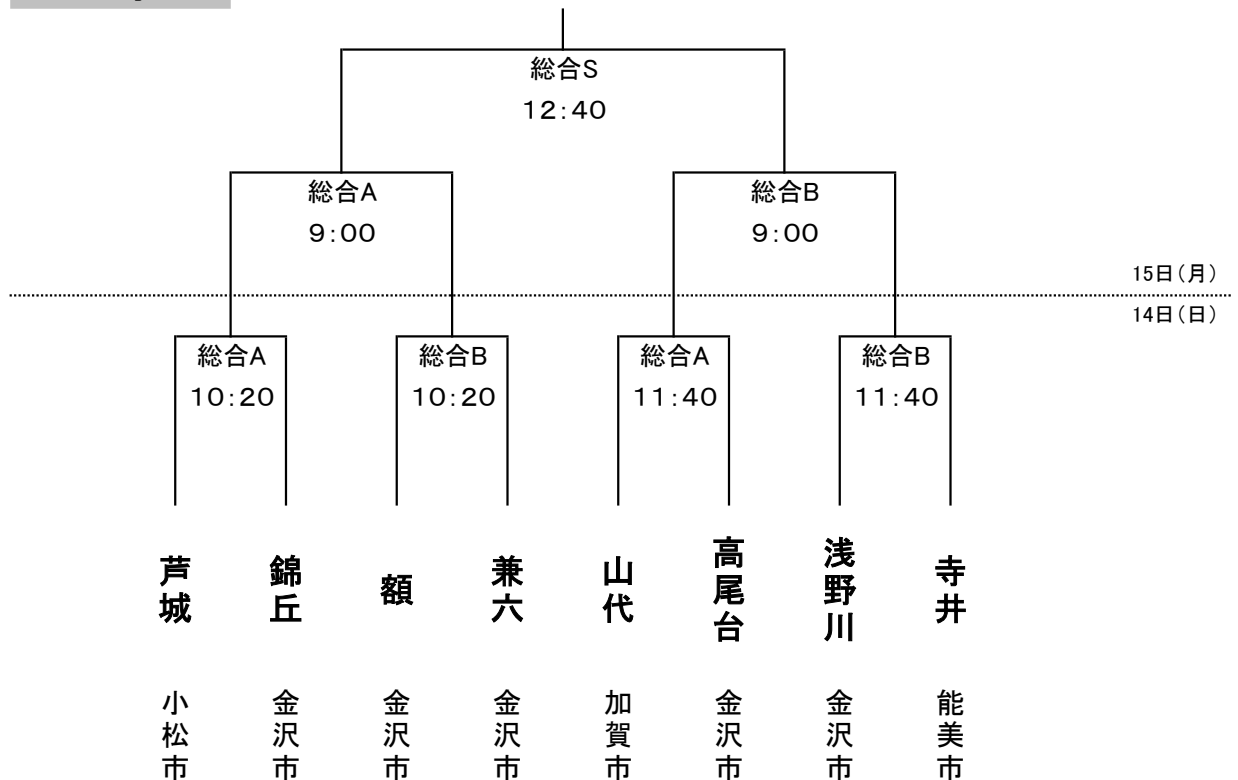 総合S
12:40
総合A
9:00
総合B
9:00
15日(月)
14日(日)
総合A
10:20
総合B
10:20
総合A
11:40
総合B
11:40
芦城
錦丘
額
兼六
山代
高尾台
浅野川
寺井
小松市
金沢市
金沢市
金沢市
加賀市
金沢市
金沢市
能美市